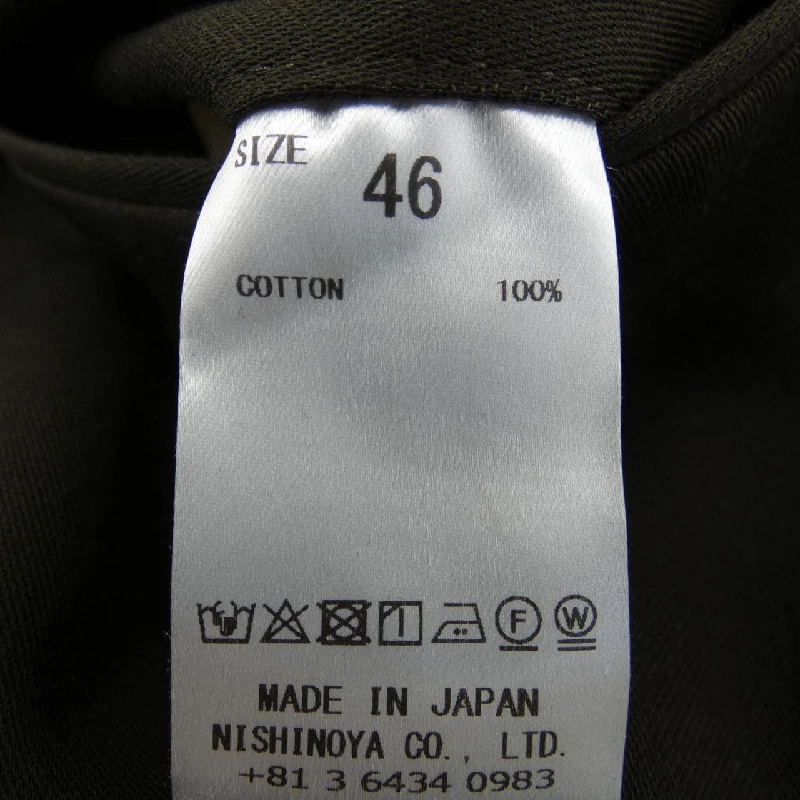 SIZE 46
COTTON 100%
F W
MADE IN JAPAN
NISHINOYA CO., LTD.
+81 3 6434 0983